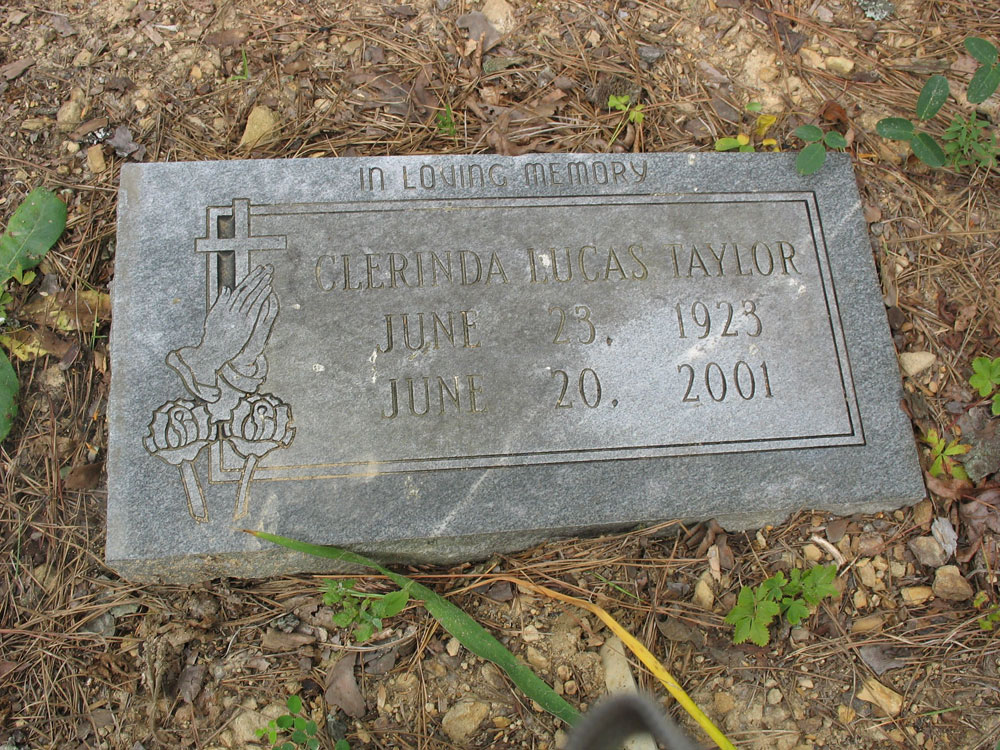 IN LOVING MEMORY
CLERINDA LUCAS TAYLOR
JUNE 23, 1923
JUNE 20, 2001